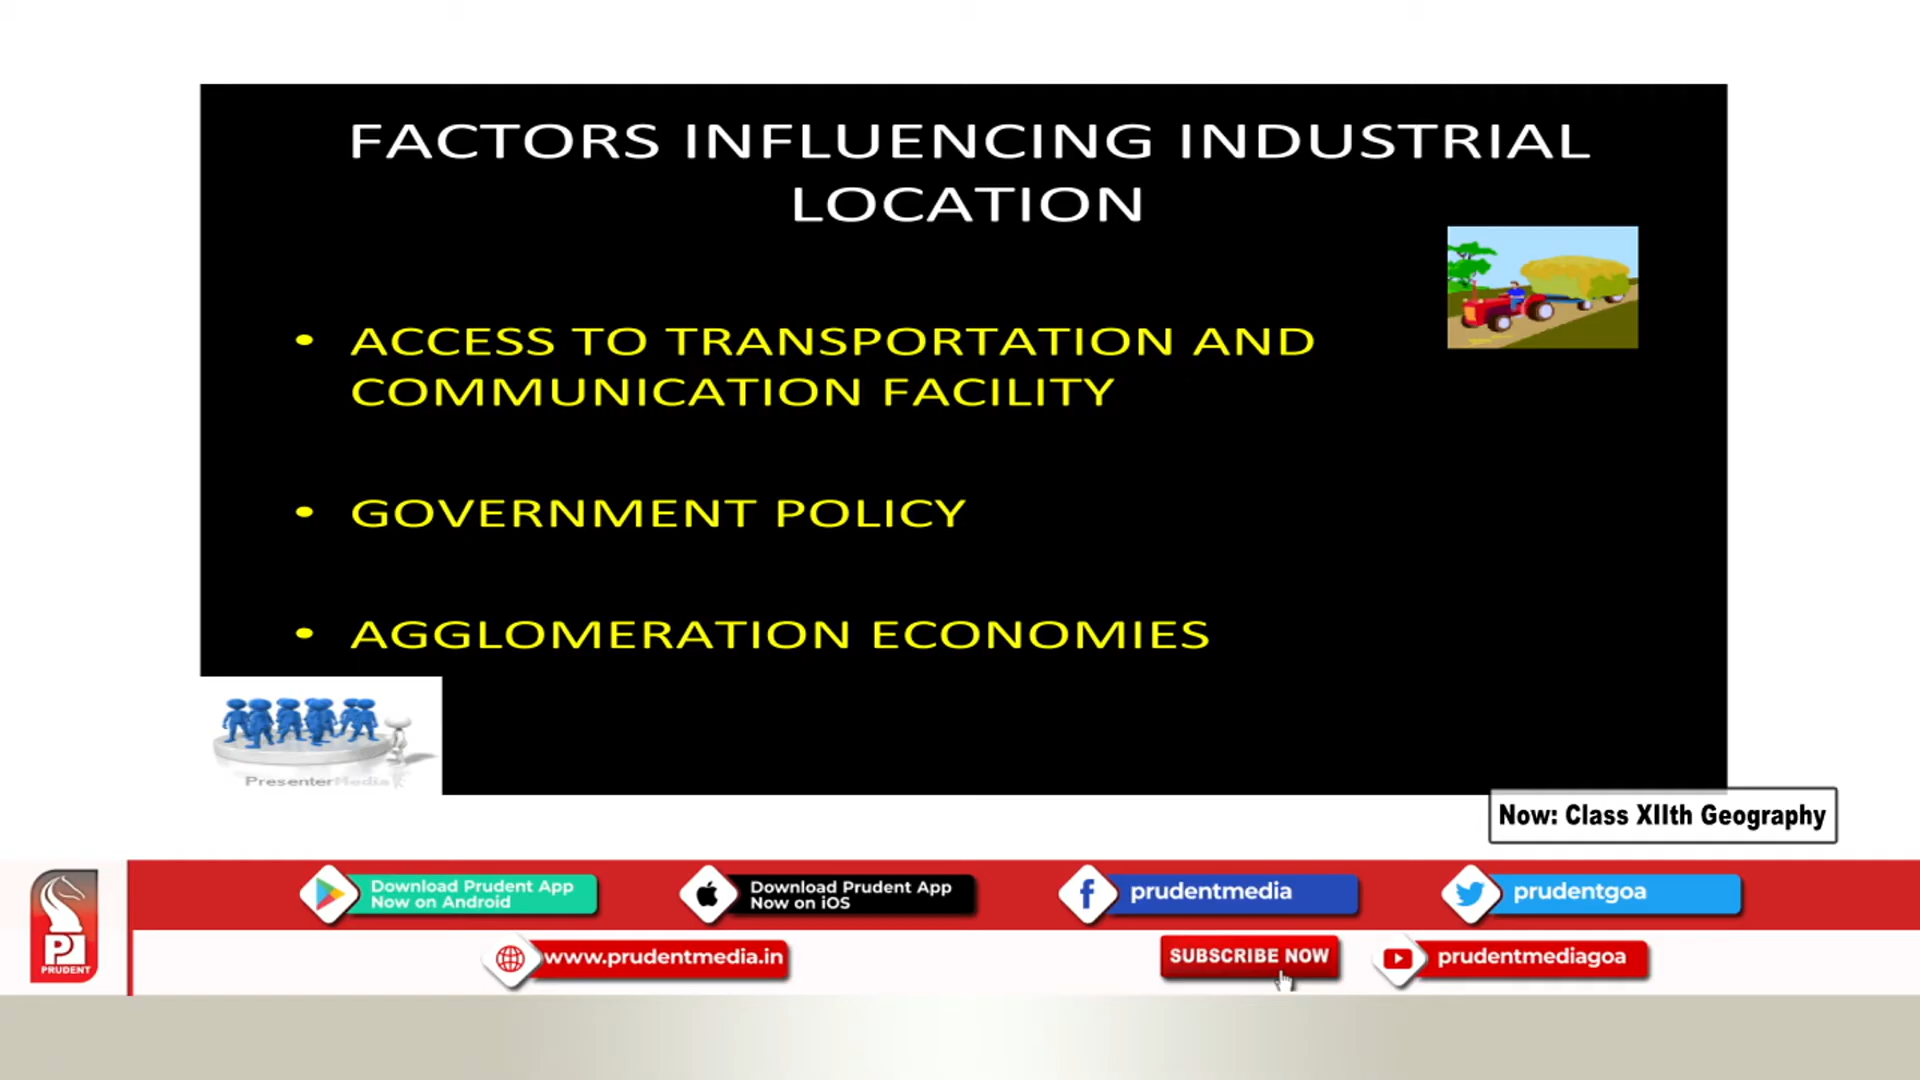 FACTORS INFLUENCING INDUSTRIAL
LOCATION
• ACCESS TO TRANSPORTATION AND
COMMUNICATION FACILITY
• GOVERNMENT POLICY
• AGGLOMERATION ECONOMIES
PresenterMedia
Now: Class XIIth Geography
Download Prudent App
Now on Android
Download Prudent App
Now on iOS
prudentmedia
prudentgoa
PRUDENT
www.prudentmedia.in
SUBSCRIBE NOW
prudentmediagoa